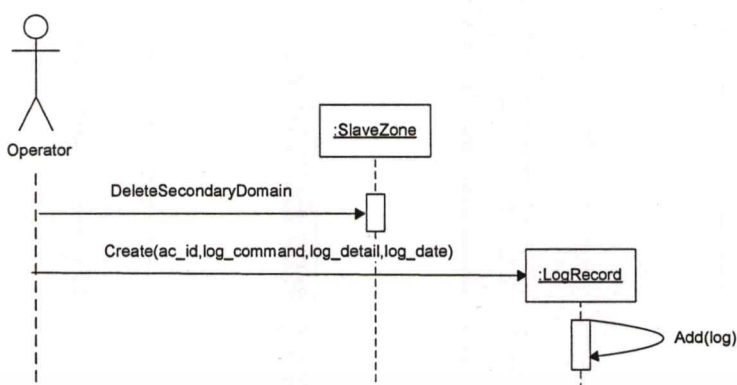 :SlaveZone
Operator
DeleteSecondaryDomain
Create(ac_id,log_command,log_detail,log_date)
:LogRecord
Add(log)